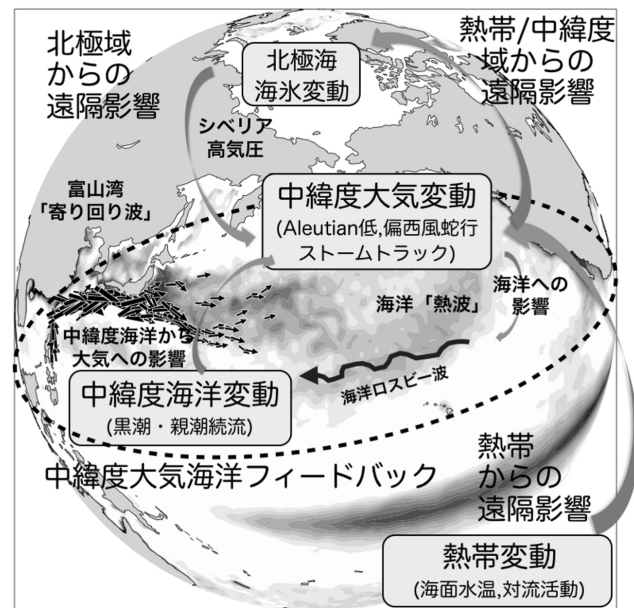 北極域
からの
遠隔影響
熱帯/中緯度
域からの
遠隔影響
北極海
海氷変動
シベリア
高気圧
富山湾
「寄り回り波」
中緯度大気変動
(Aleutian低,偏西風蛇行
ストームトラック)
海洋「熱波」
海洋への
影響
中緯度海洋から
大気への影響
海洋ロスビー波
中緯度海洋変動
(黒潮・親潮続流)
中緯度大気海洋フィードバック
熱帯
からの
遠隔影響
熱帯変動
(海面水温,対流活動)